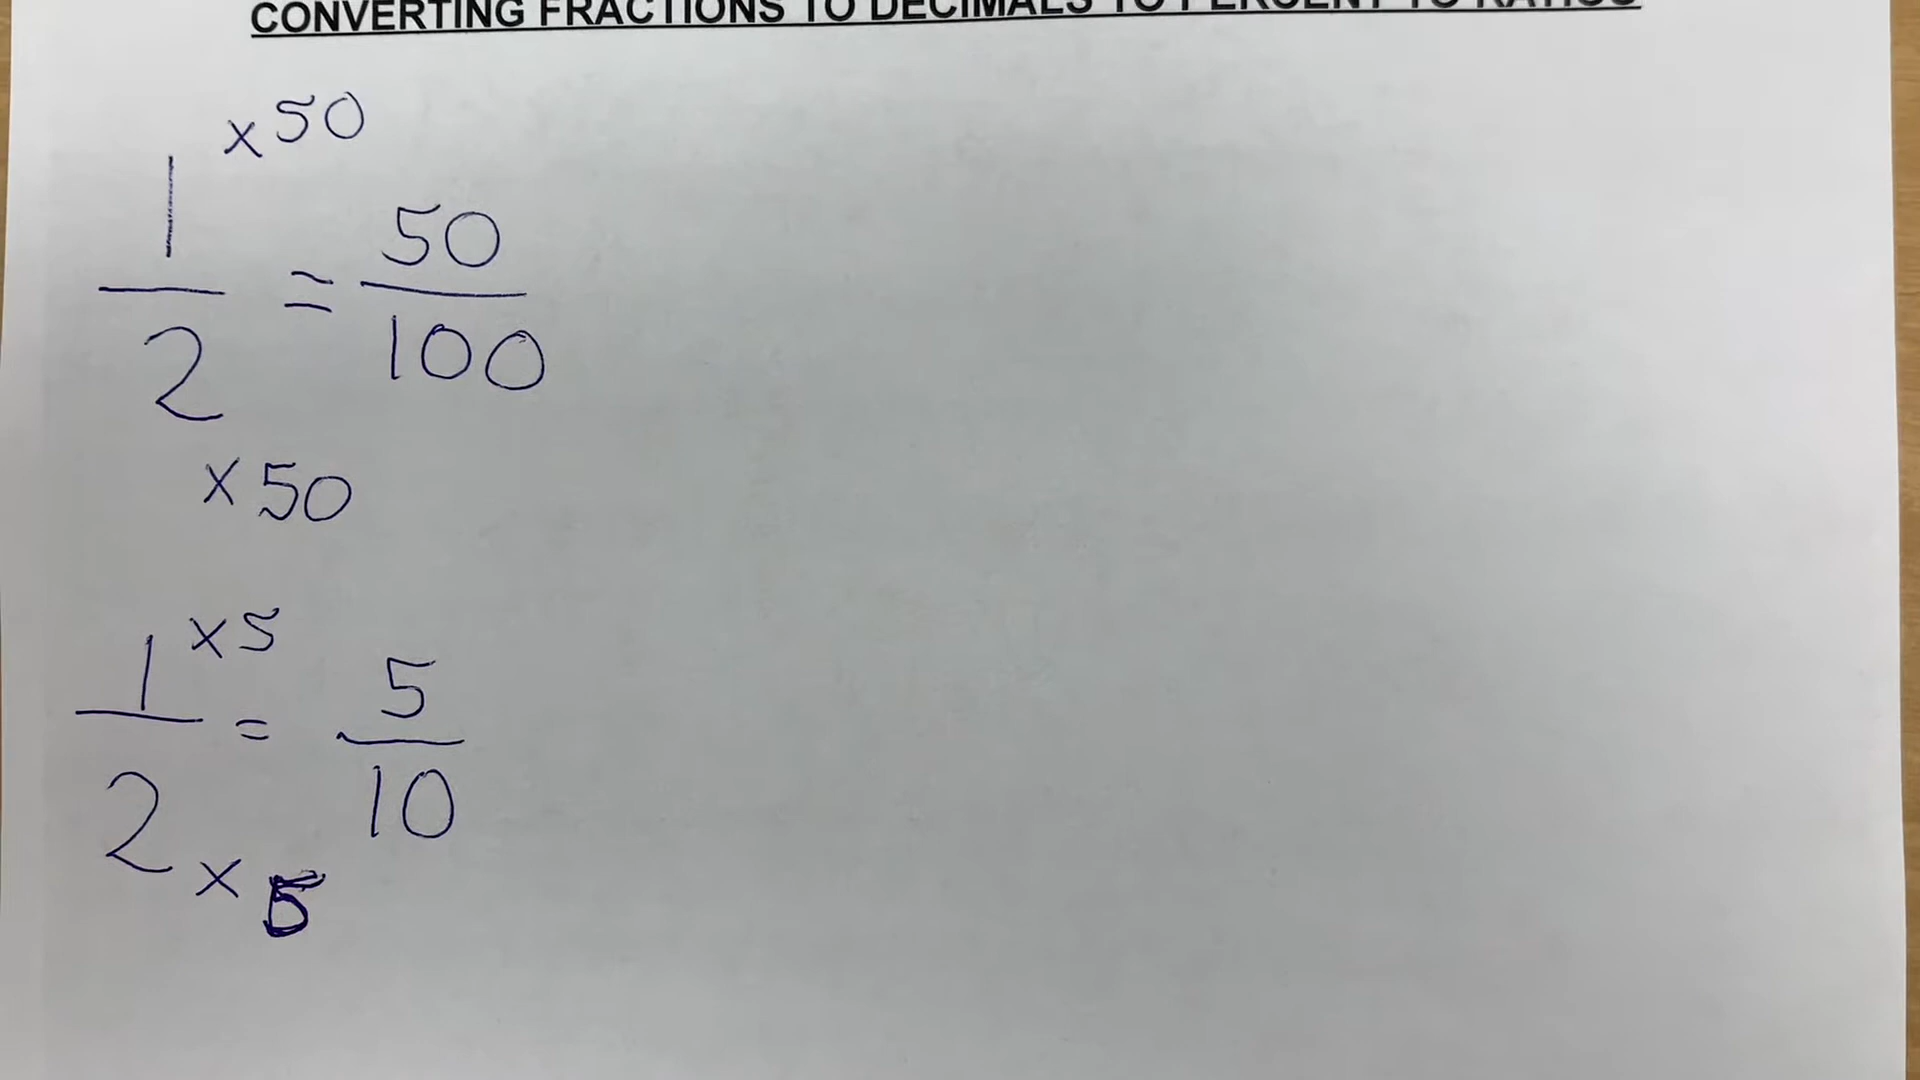 CONVERTING FRACTIONS TO DECIMALS TO PERCENT TO RATIOS
x 50
1/2 = 50/100
x 50
x 5
1/2 = 5/10
x 5